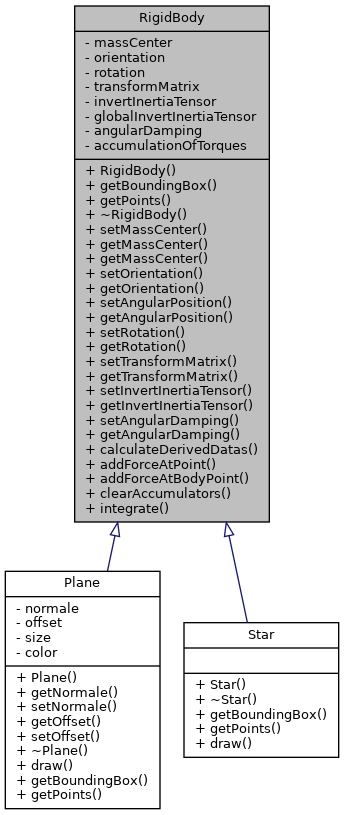 RigidBody
- massCenter
- orientation
- rotation
- transformMatrix
- invertInertiaTensor
- globalInvertInertiaTensor
- angularDamping
- accumulationOfTorques
+ RigidBody()
+ getBoundingBox()
+ getPoints()
+ ~RigidBody()
+ setMassCenter()
+ getMassCenter()
+ getMassCenter()
+ setOrientation()
+ getOrientation()
+ setAngularPosition()
+ getAngularPosition()
+ setRotation()
+ getRotation()
+ setTransformMatrix()
+ getTransformMatrix()
+ setInvertInertiaTensor()
+ getInvertInertiaTensor()
+ setAngularDamping()
+ getAngularDamping()
+ calculateDerivedDatas()
+ addForceAtPoint()
+ addForceAtBodyPoint()
+ clearAccumulators()
+ integrate()
Plane
- normale
- offset
- size
- color
+ Plane()
+ getNormale()
+ setNormale()
+ getOffset()
+ setOffset()
+ ~Plane()
+ draw()
+ getBoundingBox()
+ getPoints()
Star
+ Star()
+ ~Star()
+ getBoundingBox()
+ getPoints()
+ draw()